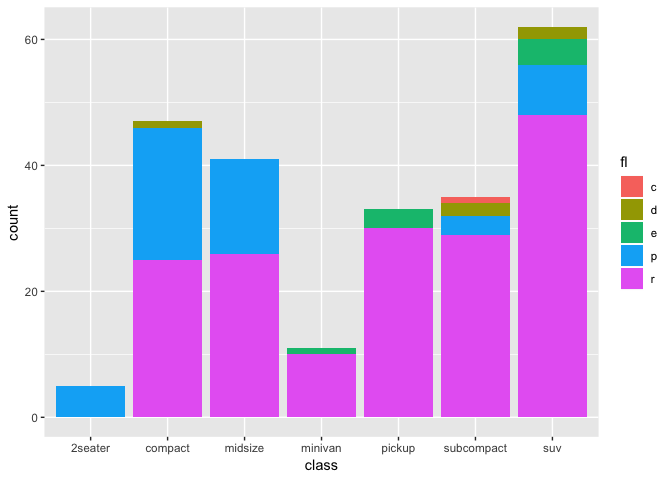 60
40
20
0
count
2seater compact midsize minivan pickup subcompact suv
class
fl
c
d
e
p
r